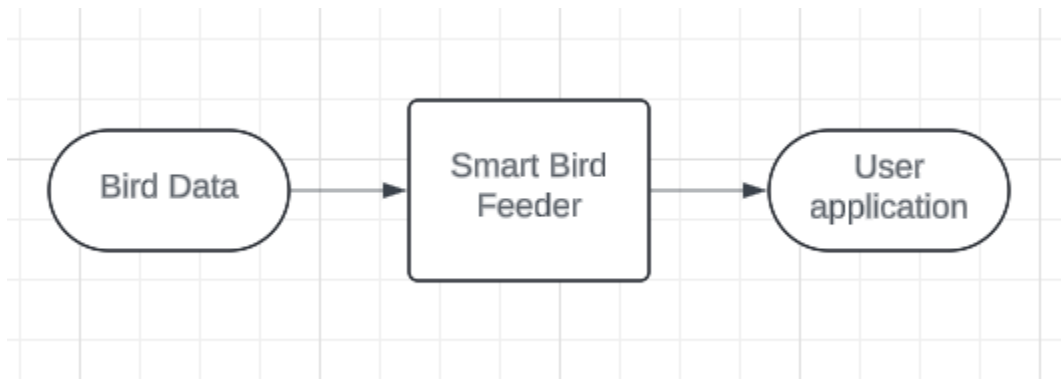 Bird Data
Smart Bird
Feeder
User
application